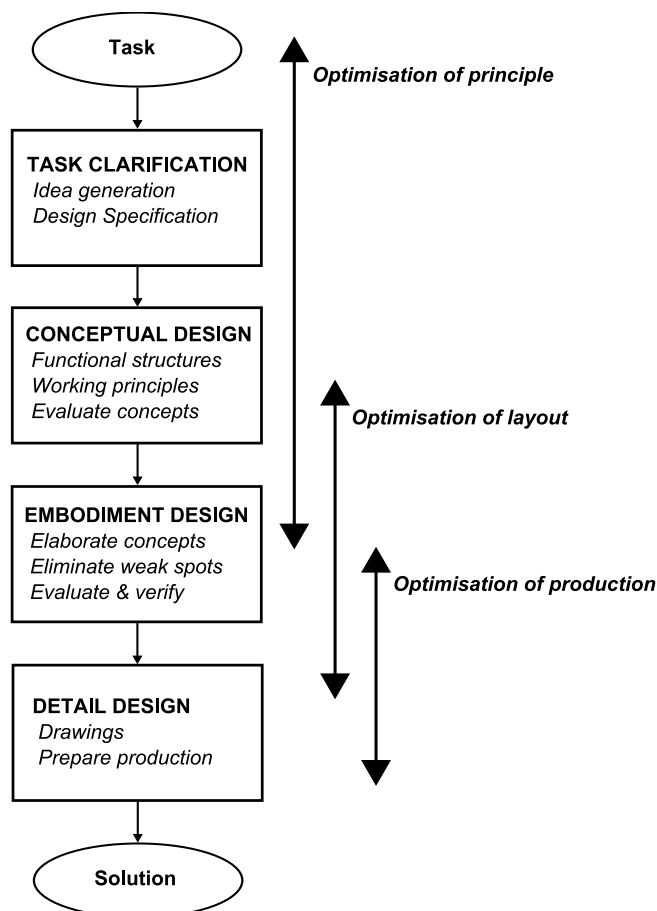 Task
Optimisation of principle
TASK CLARIFICATION
Idea generation
Design Specification
CONCEPTUAL DESIGN
Functional structures
Working principles
Evaluate concepts
Optimisation of layout
EMBODIMENT DESIGN
Elaborate concepts
Eliminate weak spots
Evaluate & verify
Optimisation of production
DETAIL DESIGN
Drawings
Prepare production
Solution